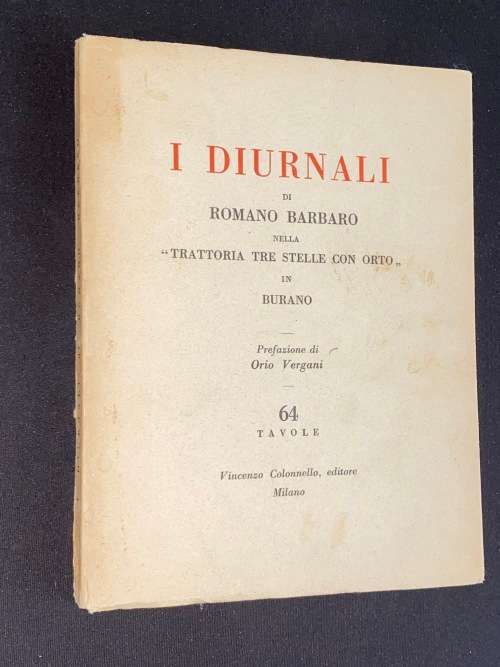 I DIURNALI
DI
ROMANO BARBARO
NELLA
“TRATTORIA TRE STELLE CON ORTO„
IN
BURANO
Prefazione di
Orio Vergani
64
TAVOLE
Vincenzo Colonnello, editore
Milano